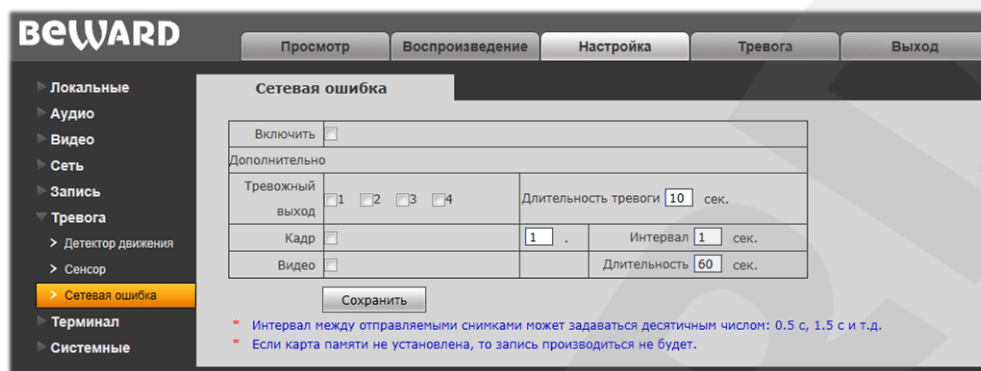 BEWARD
Просмотр Воспроизведение Настройка Тревога Выход
Локальные
Аудио
Видео
Сеть
Запись
Тревога
Детектор движения
Сенсор
Сетевая ошибка
Терминал
Системные
Сетевая ошибка
Включить
Дополнительно
Тревожный выход 1 2 3 4 Длительность тревоги 10 сек.
Кадр 1 . Интервал 1 сек.
Видео Длительность 60 сек.
Сохранить
* Интервал между отправляемыми снимками может задаваться десятичным числом: 0.5 с, 1.5 с и т.д.
* Если карта памяти не установлена, то запись производиться не будет.